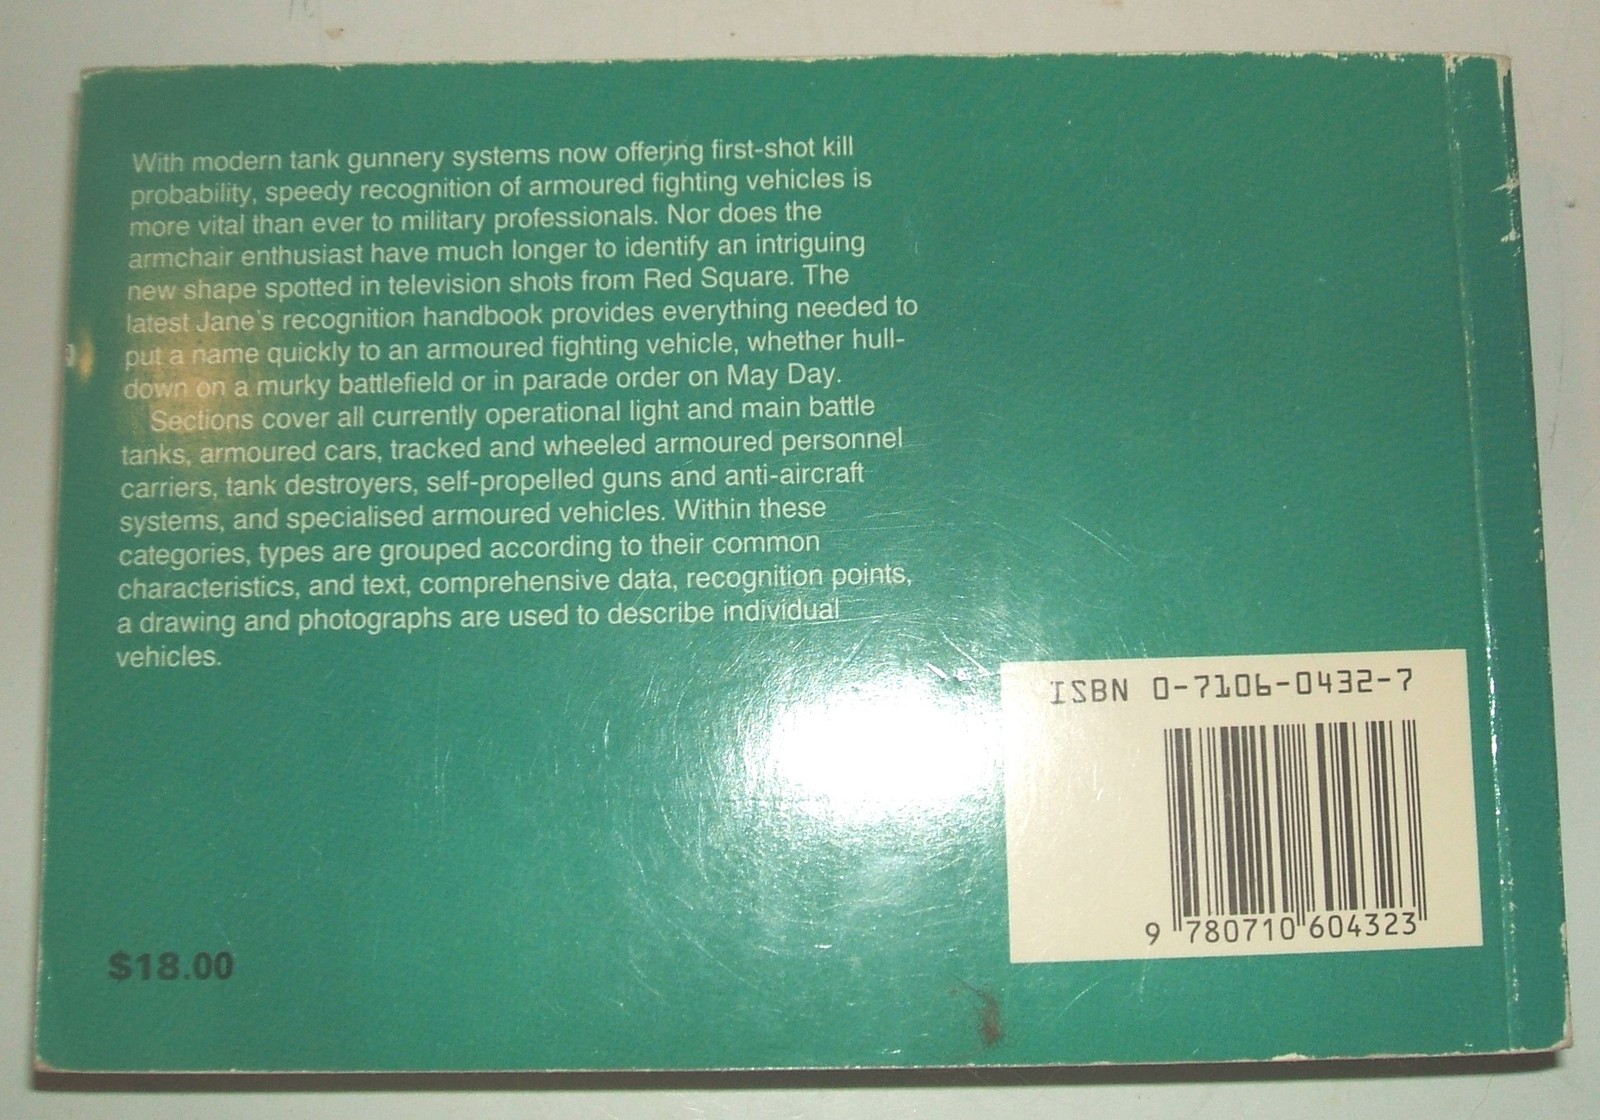 With modern tank gunnery systems now offering first-shot kill
probability, speedy recognition of armoured fighting vehicles is
more vital than ever to military professionals. Nor does the
armchair enthusiast have much longer to identify an intriguing
new shape spotted in television shots from Red Square. The
latest Jane's recognition handbook provides everything needed to
put a name quickly to an armoured fighting vehicle, whether hull-
down on a murky battlefield or in parade order on May Day.
Sections cover all currently operational light and main battle
tanks, armoured cars, tracked and wheeled armoured personnel
carriers, tank destroyers, self-propelled guns and anti-aircraft
systems, and specialised armoured vehicles. Within these
categories, types are grouped according to their common
characteristics, and text, comprehensive data, recognition points,
a drawing and photographs are used to describe individual
vehicles.
ISBN 0-7106-0432-7
9 780710 604323
$18.00